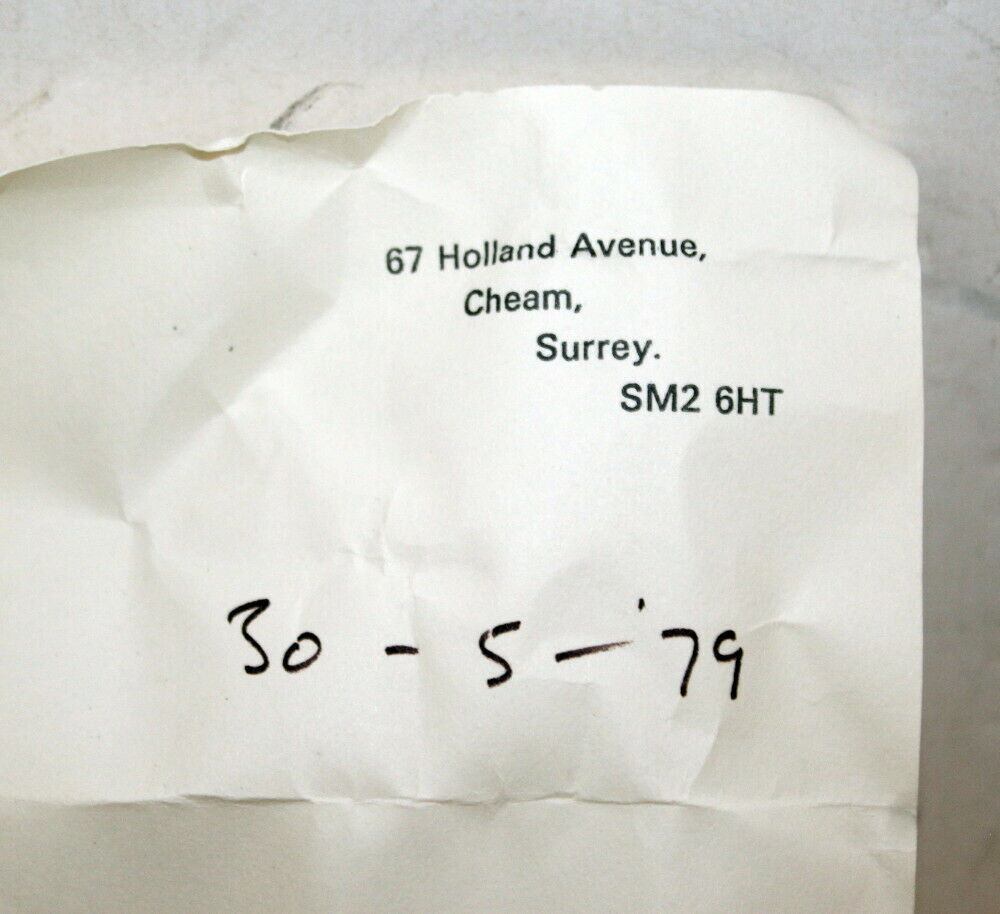 67 Holland Avenue,
Cheam,
Surrey.
SM2 6HT
30 - 5 - '79